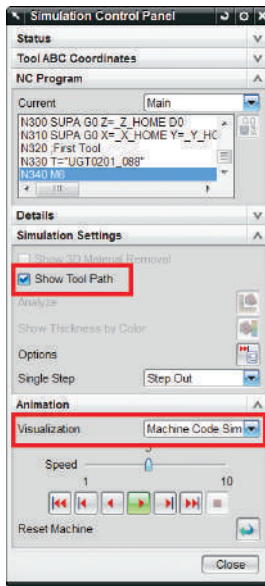 Simulation Control Panel
Status
Tool ABC Coordinates
NC Program
Current Main
N300 SUPA G0 Z=_Z_HOME D0
N310 SUPA G0 X=_X_HOME Y=_Y_HC
N320 ;First Tool
N330 T="UGT0201_088"
N340 M6
Details
Simulation Settings
Show 3D Material Removal
Show Tool Path
Analyze
Show Thickness by Color
Options
Single Step Step Out
Animation
Visualization Machine Code Sim
5
Speed
1 10
Reset Machine
Close